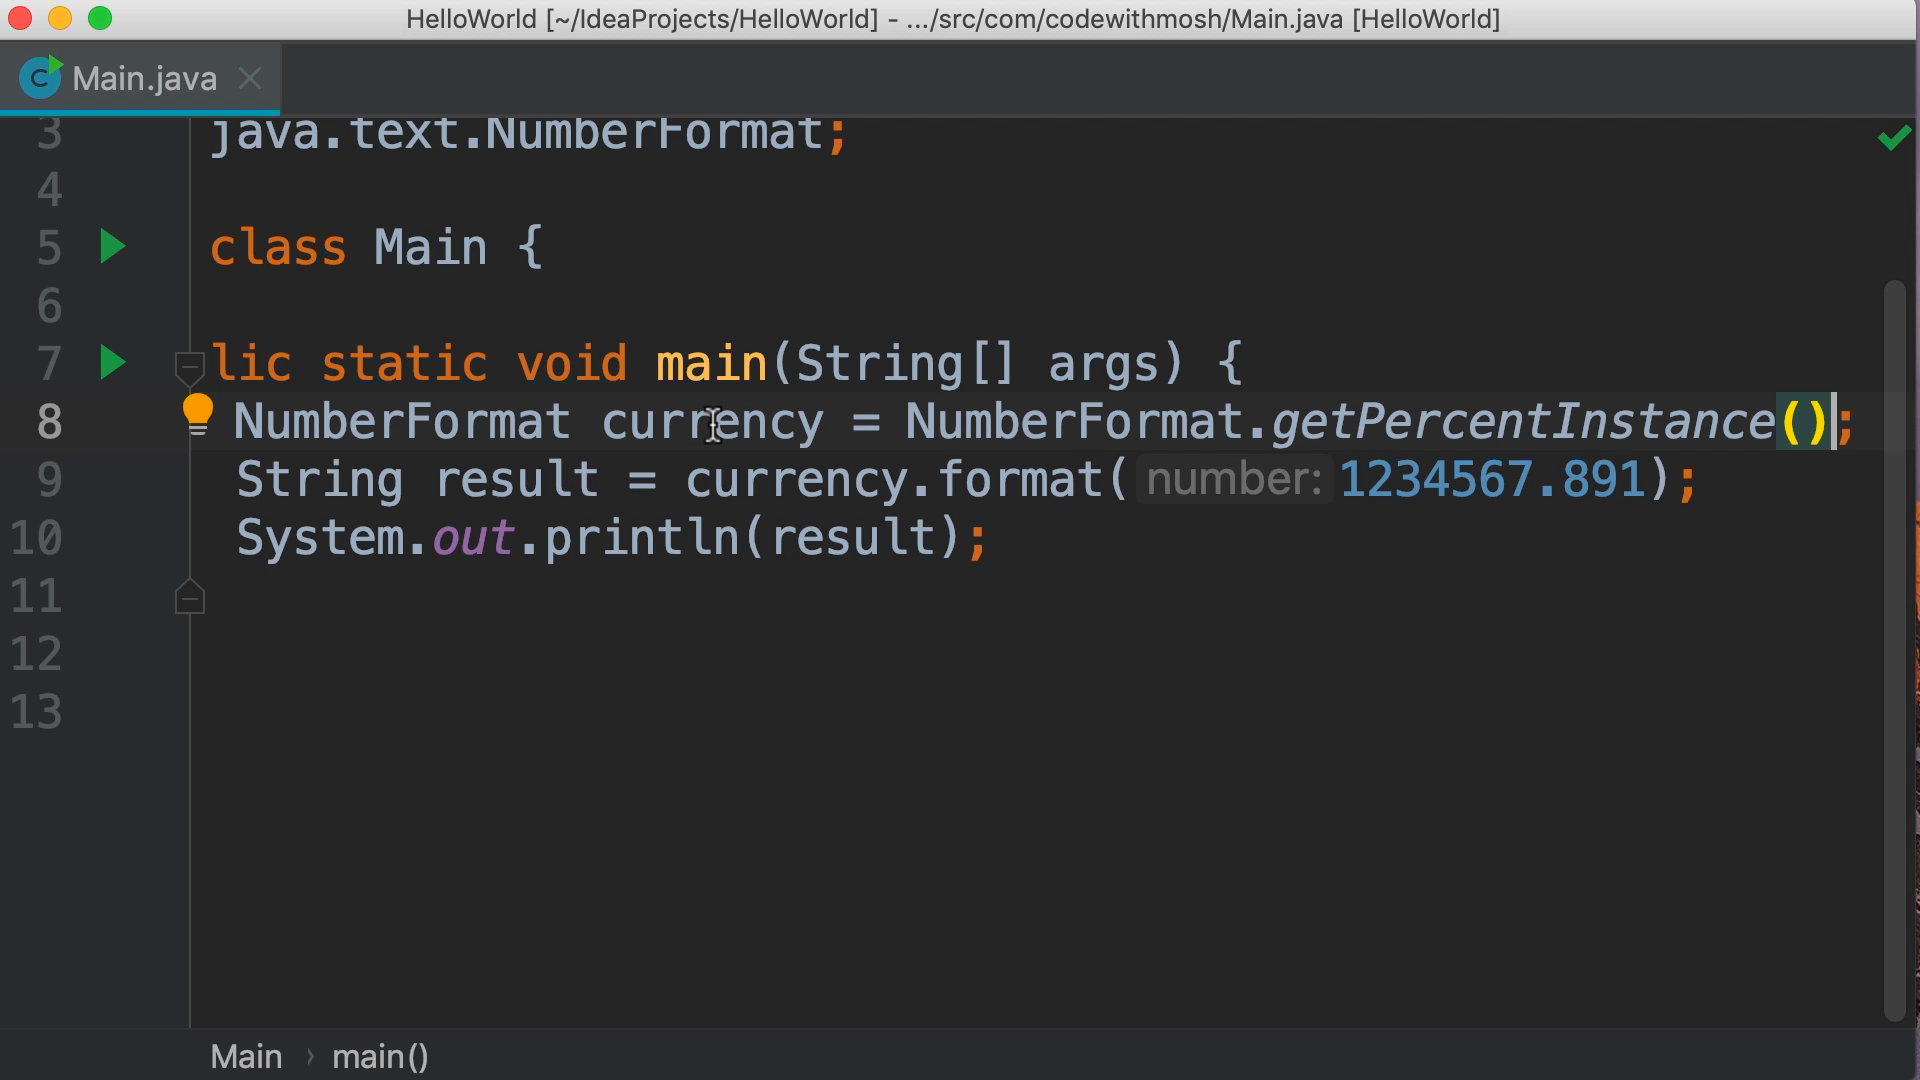 HelloWorld [~/IdeaProjects/HelloWorld] - .../src/com/codewithmosh/Main.java [HelloWorld]
C Main.java
3 java.text.NumberFormat;
4
5 class Main {
6
7 lic static void main(String[] args) {
8 NumberFormat currency = NumberFormat.getPercentInstance();
9 String result = currency.format( number: 1234567.891);
10 System.out.println(result);
11
12
13
Main › main()